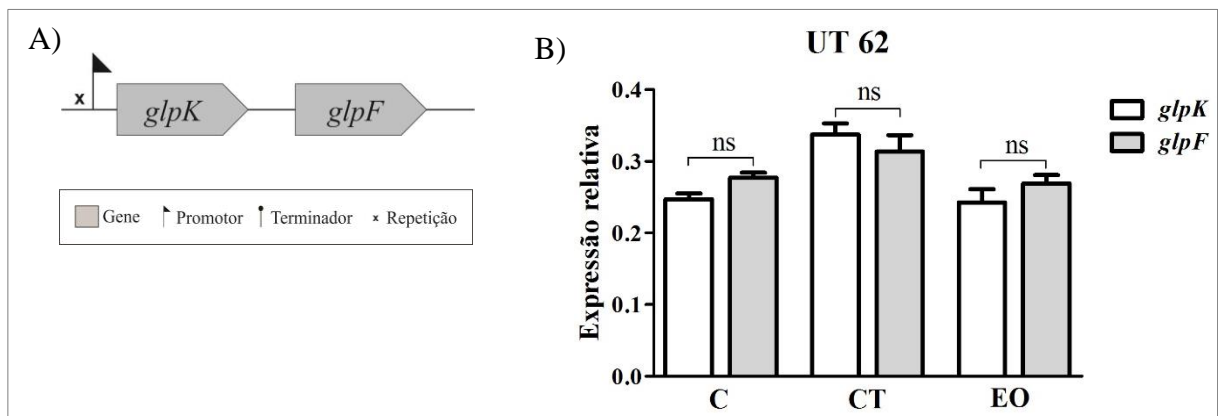 A)
x
glpK
glpF
Gene
Promotor
Terminador
x Repetição
B)
UT 62
Expressão relativa
0.4
0.3
0.2
0.1
0.0
ns
ns
ns
C
CT
EO
glpK
glpF